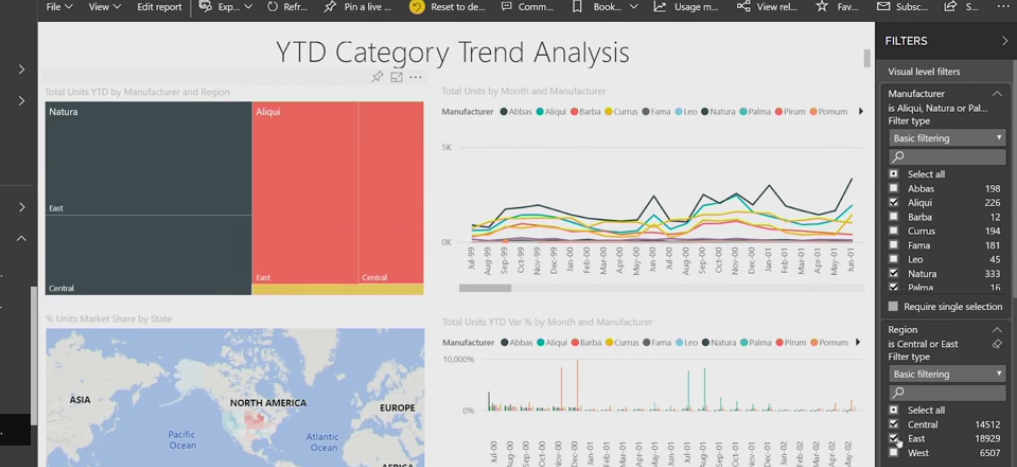 File View Edit report Exp... Refr... Pin a live ... Reset to de... Comm... Book... Usage m... View rel... Fav... Subsc... S... ...
YTD Category Trend Analysis
FILTERS
Visual level filters
Total Units YTD by Manufacturer and Region
Natura
Aliqui
East
Central
East
Central
Total Units by Month and Manufacturer
Manufacturer Abbas Aliqui Barba Currus Fama Leo Natura Palma Pirum Pomum
5K
0K
Jul-99 Aug-99 Sep-99 Oct-99 Nov-99 Dec-99 Jan-00 Feb-00 Mar-00 Apr-00 May-00 Jun-00 Jul-00 Aug-00 Sep-00 Oct-00 Nov-00 Dec-00 Jan-01 Feb-01 Mar-01 Apr-01 May-01 Jun-01
% Units Market Share by State
ASIA
NORTH AMERICA
EUROPE
Pacific
Ocean
Atlantic
Ocean
AFRICA
Total Units YTD Var % by Month and Manufacturer
Manufacturer Abbas Aliqui Barba Currus Fama Leo Natura Palma Pirum Pomum
10,000%
0%
Manufacturer
is Aliqui, Natura or Pal...
Filter type
Basic filtering
Select all
Abbas 198
Aliqui 226
Barba 12
Currus 194
Fama 181
Leo 45
Natura 333
Palma 16
Require single selection
Region
is Central or East
Filter type
Basic filtering
Select all
Central 14512
East 18929
West 6507